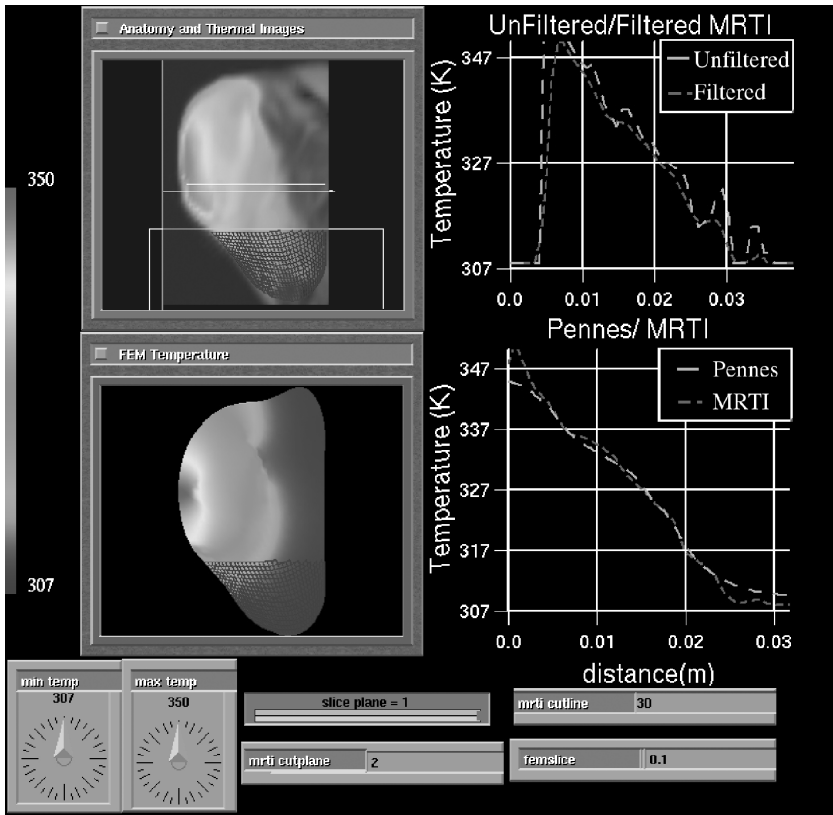 Anatomy and Thermal Images
350
307
UnFiltered/Filtered MRTI
Unfiltered
Filtered
Temperature (K)
347
327
307
0.0 0.01 0.02 0.03
FEM Temperature
Pennes/ MRTI
Pennes
MRTI
Temperature (K)
347
337
327
317
307
0.0 0.01 0.02 0.03
distance(m)
min temp
307
max temp
350
slice plane = 1
mrti cutline 30
mrti cutplane 2
femslice 0.1